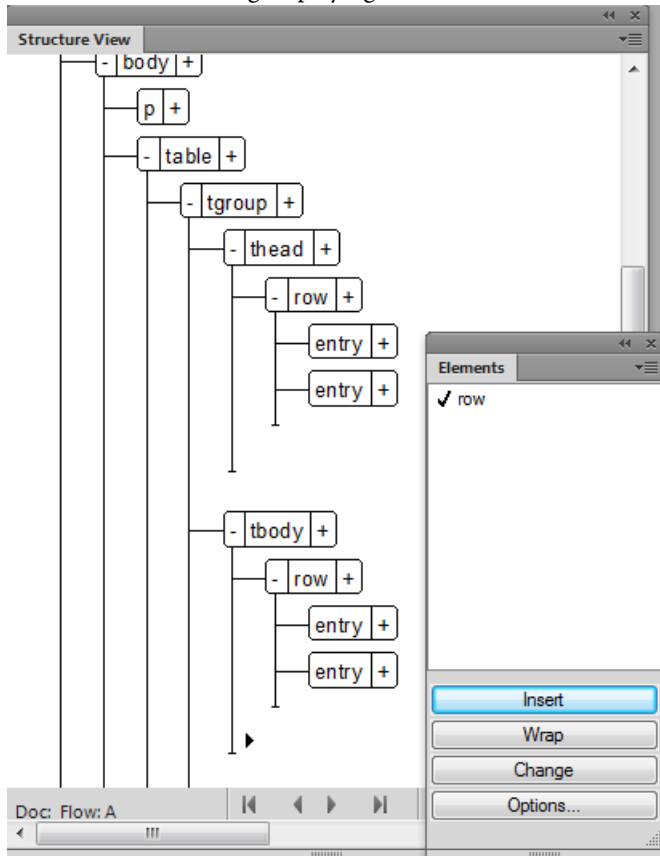 Structure View
- body +
p +
- table +
- tgroup +
- thead +
- row +
entry +
entry +
- tbody +
- row +
entry +
entry +
Doc: Flow: A
Elements
✓ row
Insert
Wrap
Change
Options...